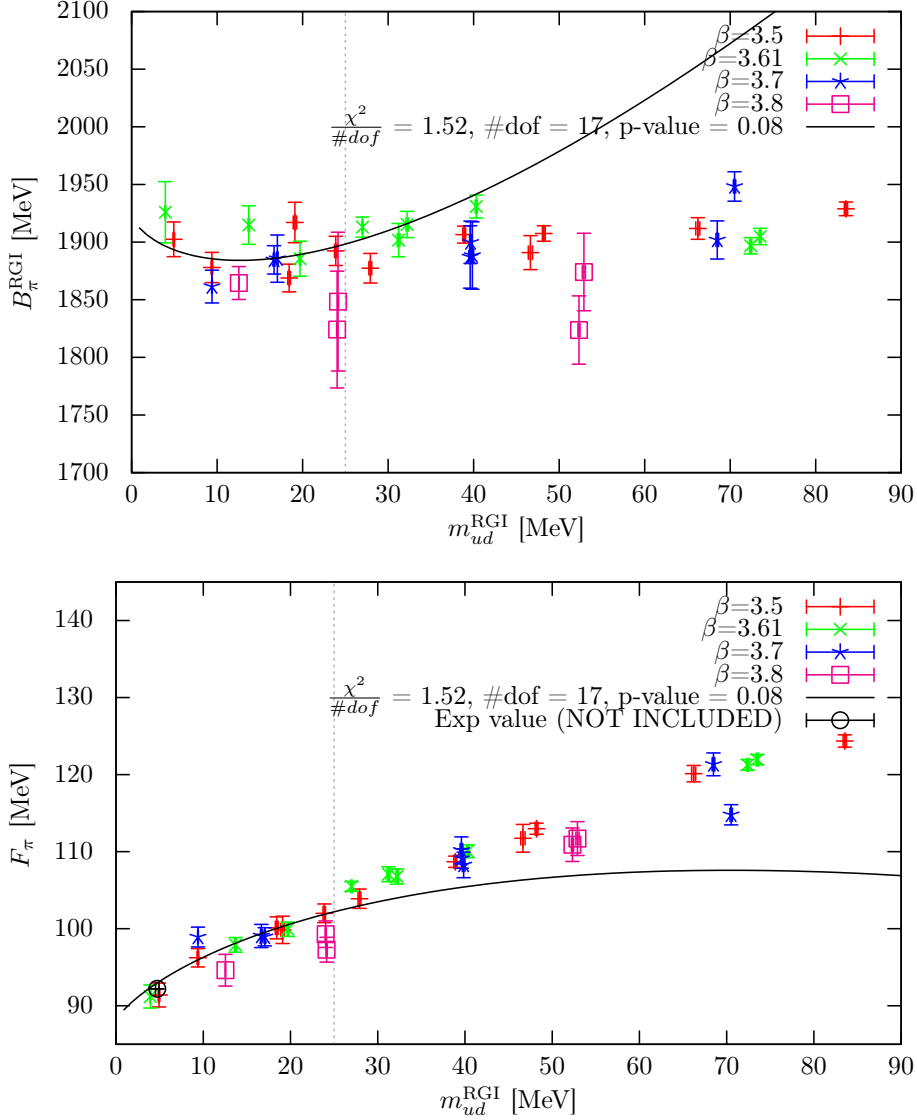 2100
2050
2000
1950
1900
1850
1800
1750
1700
B_π^RGI [MeV]
β=3.5
β=3.61
β=3.7
β=3.8
χ²/#dof = 1.52, #dof = 17, p-value = 0.08
0 10 20 30 40 50 60 70 80 90
m_ud^RGI [MeV]
140
130
120
110
100
90
F_π [MeV]
β=3.5
β=3.61
β=3.7
β=3.8
χ²/#dof = 1.52, #dof = 17, p-value = 0.08
Exp value (NOT INCLUDED)
0 10 20 30 40 50 60 70 80 90
m_ud^RGI [MeV]